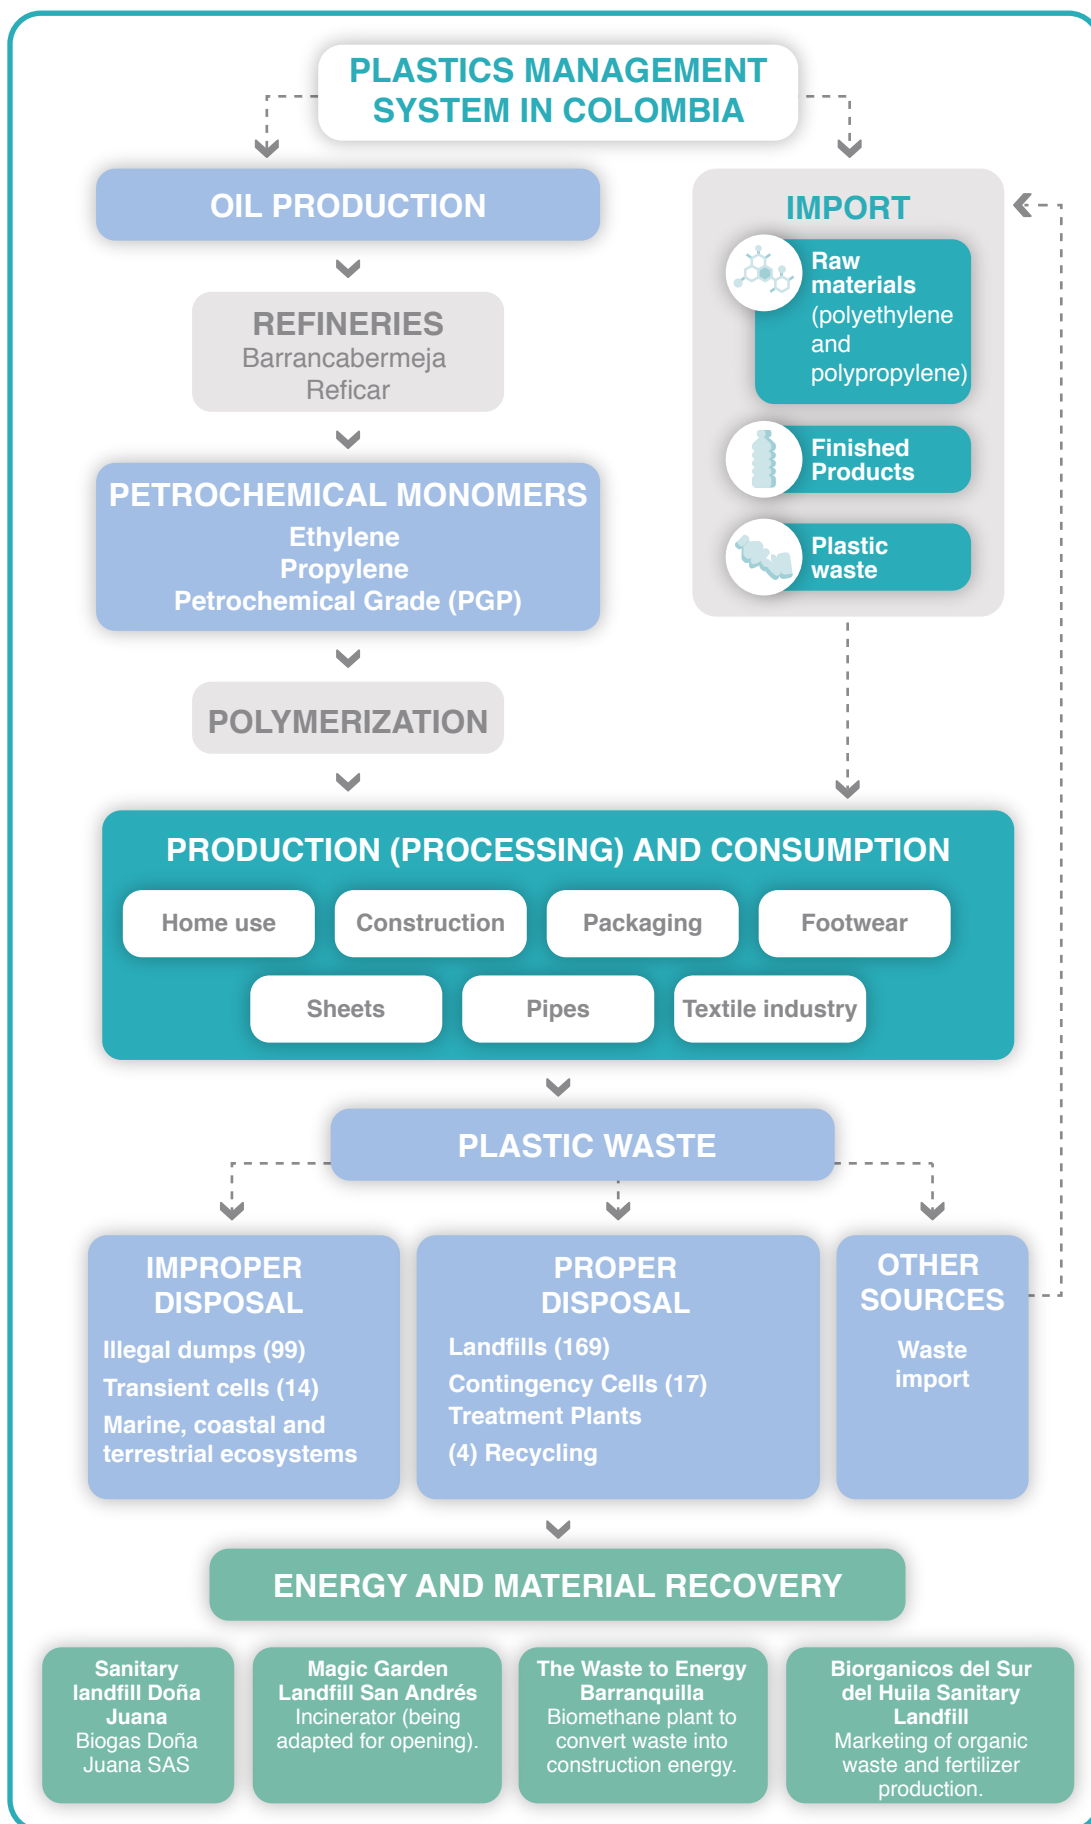 PLASTICS MANAGEMENT
SYSTEM IN COLOMBIA
OIL PRODUCTION
REFINERIES
Barrancabermeja
Reficar
PETROCHEMICAL MONOMERS
Ethylene
Propylene
Petrochemical Grade (PGP)
POLYMERIZATION
IMPORT
Raw
materials
(polyethylene
and
polypropylene)
Finished
Products
Plastic
waste
PRODUCTION (PROCESSING) AND CONSUMPTION
Home use
Construction
Packaging
Footwear
Sheets
Pipes
Textile industry
PLASTIC WASTE
IMPROPER
DISPOSAL
Illegal dumps (99)
Transient cells (14)
Marine, coastal and
terrestrial ecosystems
PROPER
DISPOSAL
Landfills (169)
Contingency Cells (17)
Treatment Plants
(4) Recycling
OTHER
SOURCES
Waste
import
ENERGY AND MATERIAL RECOVERY
Sanitary
landfill Doña
Juana
Biogas Doña
Juana SAS
Magic Garden
Landfill San Andrés
Incinerator (being
adapted for opening).
The Waste to Energy
Barranquilla
Biomethane plant to
convert waste into
construction energy.
Biorganicos del Sur
del Huila Sanitary
Landfill
Marketing of organic
waste and fertilizer
production.